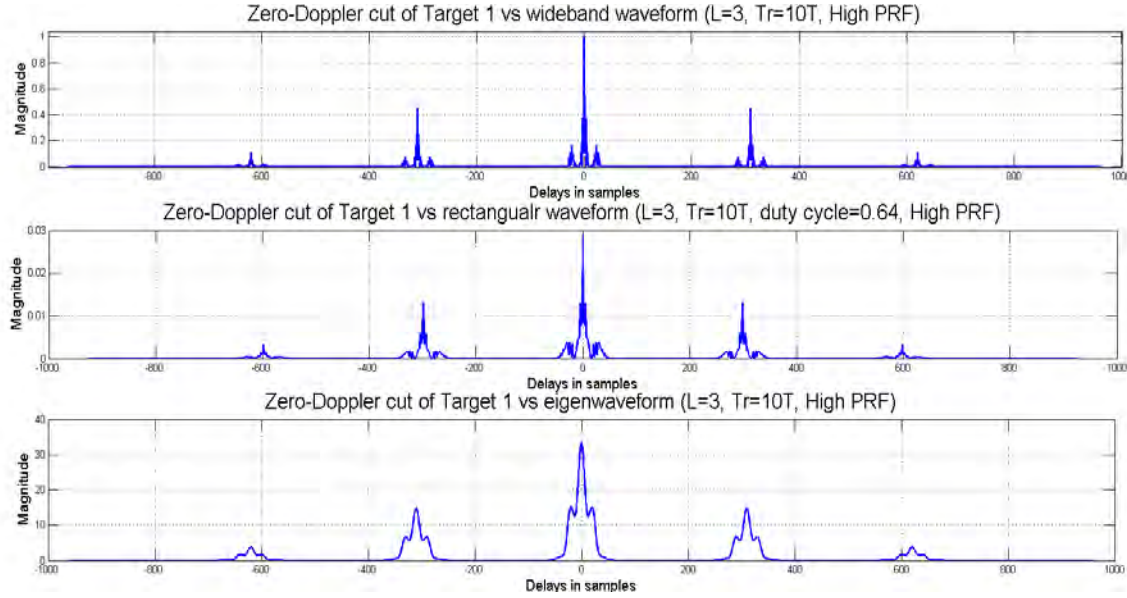 Zero-Doppler cut of Target 1 vs wideband waveform (L=3, Tr=10T, High PRF)
Magnitude
1
0.8
0.6
0.4
0.2
0
-1000 -800 -600 -400 -200 0 200 400 600 800 1000
Delays in samples
Zero-Doppler cut of Target 1 vs rectangualr waveform (L=3, Tr=10T, duty cycle=0.64, High PRF)
Magnitude
0.03
0.02
0.01
0
-1000 -800 -600 -400 -200 0 200 400 600 800 1000
Delays in samples
Zero-Doppler cut of Target 1 vs eigenwaveform (L=3, Tr=10T, High PRF)
Magnitude
40
30
20
10
0
-1000 -800 -600 -400 -200 0 200 400 600 800 1000
Delays in samples